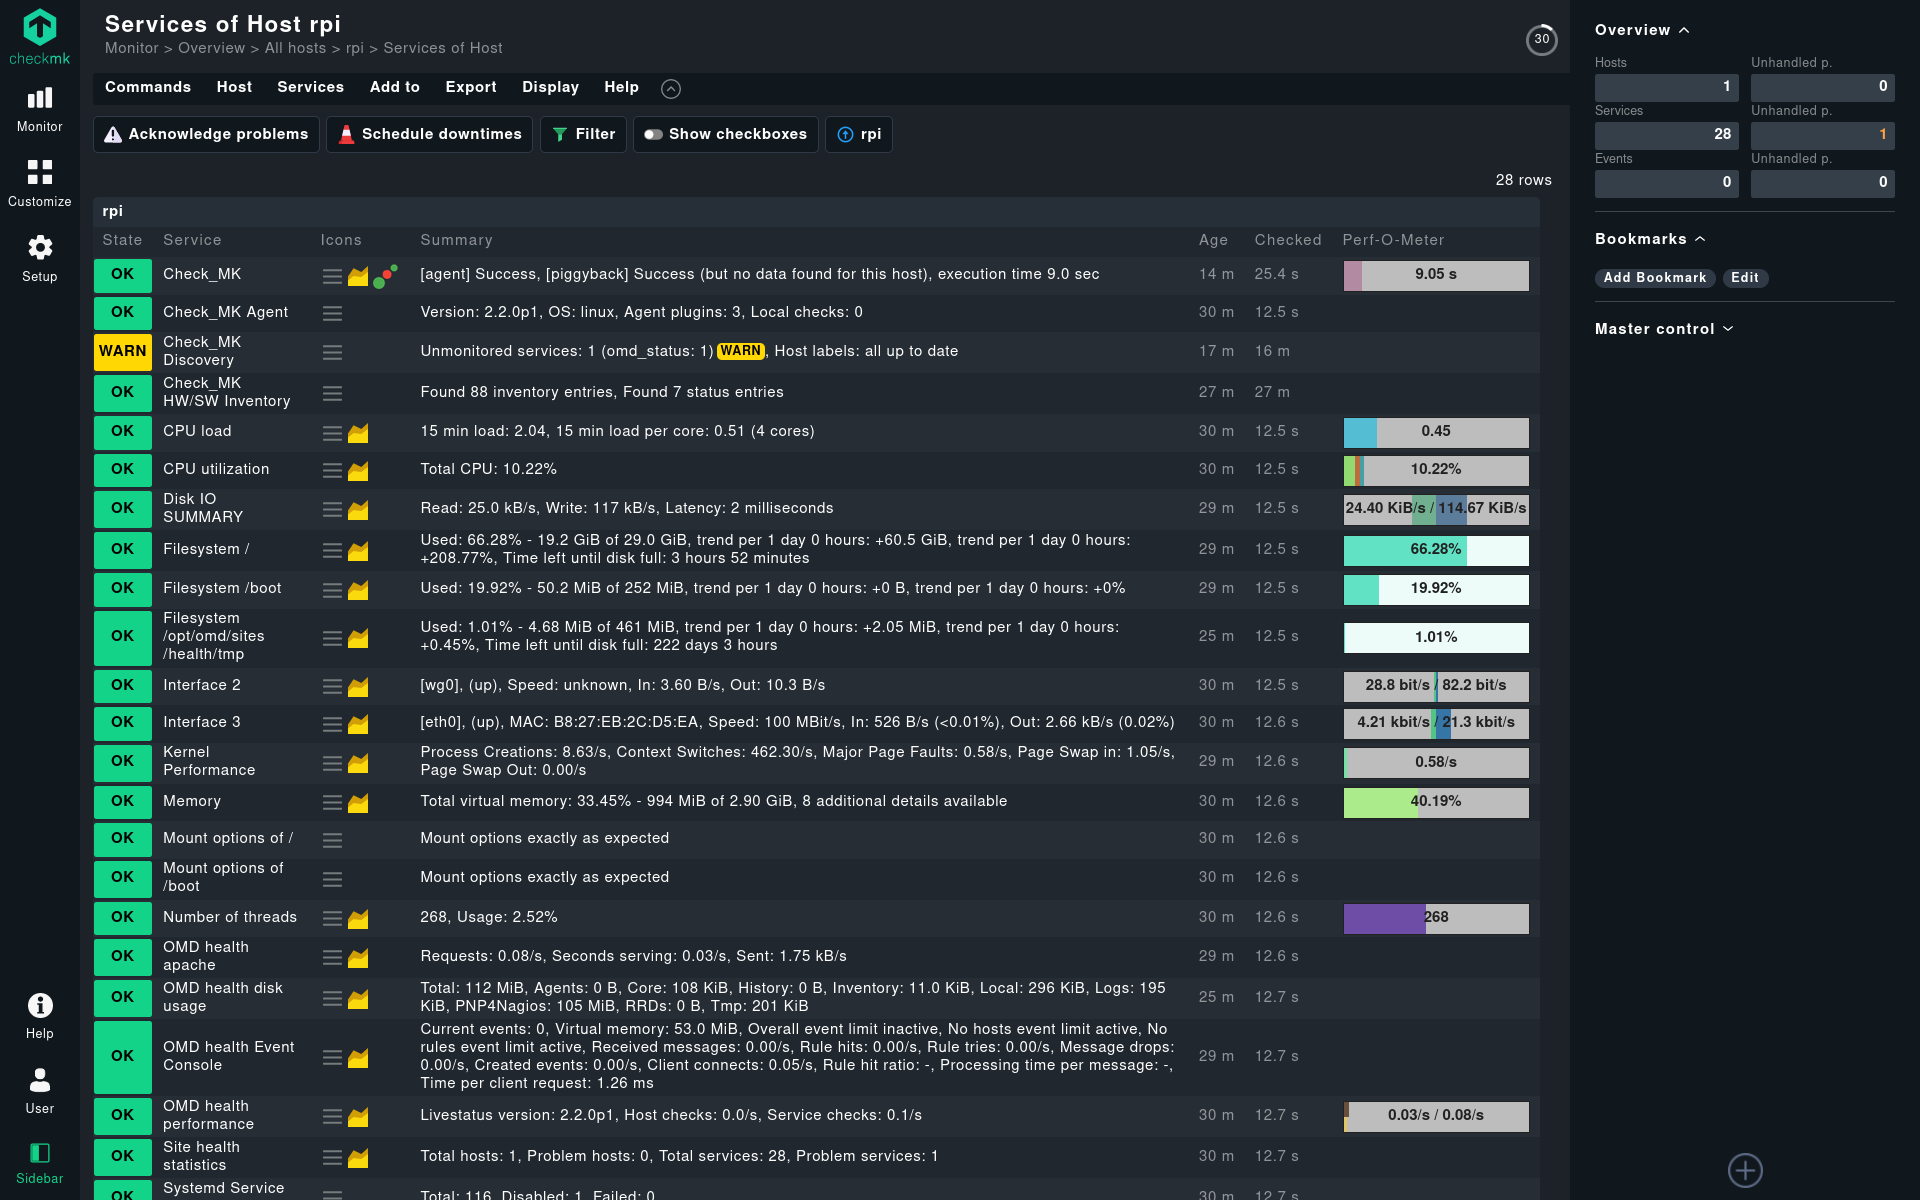 checkmk
Monitor
Customize
Setup
Help
User
Sidebar
Services of Host rpi
Monitor > Overview > All hosts > rpi > Services of Host
30
Commands Host Services Add to Export Display Help
Acknowledge problems Schedule downtimes Filter Show checkboxes rpi
28 rows
rpi
State Service Icons Summary Age Checked Perf-O-Meter
OK Check_MK [agent] Success, [piggyback] Success (but no data found for this host), execution time 9.0 sec 14 m 25.4 s 9.05 s
OK Check_MK Agent Version: 2.2.0p1, OS: linux, Agent plugins: 3, Local checks: 0 30 m 12.5 s
WARN Check_MK
Discovery Unmonitored services: 1 (omd_status: 1) WARN, Host labels: all up to date 17 m 16 m
OK Check_MK
HW/SW Inventory Found 88 inventory entries, Found 7 status entries 27 m 27 m
OK CPU load 15 min load: 2.04, 15 min load per core: 0.51 (4 cores) 30 m 12.5 s 0.45
OK CPU utilization Total CPU: 10.22% 30 m 12.5 s 10.22%
OK Disk IO
SUMMARY Read: 25.0 kB/s, Write: 117 kB/s, Latency: 2 milliseconds 29 m 12.5 s 24.40 KiB/s / 114.67 KiB/s
OK Filesystem / Used: 66.28% - 19.2 GiB of 29.0 GiB, trend per 1 day 0 hours: +60.5 GiB, trend per 1 day 0 hours:
+208.77%, Time left until disk full: 3 hours 52 minutes 29 m 12.5 s 66.28%
OK Filesystem /boot Used: 19.92% - 50.2 MiB of 252 MiB, trend per 1 day 0 hours: +0 B, trend per 1 day 0 hours: +0% 29 m 12.5 s 19.92%
OK Filesystem
/opt/omd/sites
/health/tmp Used: 1.01% - 4.68 MiB of 461 MiB, trend per 1 day 0 hours: +2.05 MiB, trend per 1 day 0 hours:
+0.45%, Time left until disk full: 222 days 3 hours 25 m 12.5 s 1.01%
OK Interface 2 [wg0], (up), Speed: unknown, In: 3.60 B/s, Out: 10.3 B/s 30 m 12.5 s 28.8 bit/s / 82.2 bit/s
OK Interface 3 [eth0], (up), MAC: B8:27:EB:2C:D5:EA, Speed: 100 MBit/s, In: 526 B/s (<0.01%), Out: 2.66 kB/s (0.02%) 30 m 12.6 s 4.21 kbit/s / 21.3 kbit/s
OK Kernel
Performance Process Creations: 8.63/s, Context Switches: 462.30/s, Major Page Faults: 0.58/s, Page Swap in: 1.05/s,
Page Swap Out: 0.00/s 29 m 12.6 s 0.58/s
OK Memory Total virtual memory: 33.45% - 994 MiB of 2.90 GiB, 8 additional details available 30 m 12.6 s 40.19%
OK Mount options of / Mount options exactly as expected 30 m 12.6 s
OK Mount options of
/boot Mount options exactly as expected 30 m 12.6 s
OK Number of threads 268, Usage: 2.52% 30 m 12.6 s 268
OK OMD health
apache Requests: 0.08/s, Seconds serving: 0.03/s, Sent: 1.75 kB/s 29 m 12.6 s
OK OMD health disk
usage Total: 112 MiB, Agents: 0 B, Core: 108 KiB, History: 0 B, Inventory: 11.0 KiB, Local: 296 KiB, Logs: 195
KiB, PNP4Nagios: 105 MiB, RRDs: 0 B, Tmp: 201 KiB 25 m 12.7 s
OK OMD health Event
Console Current events: 0, Virtual memory: 53.0 MiB, Overall event limit inactive, No hosts event limit active, No
rules event limit active, Received messages: 0.00/s, Rule hits: 0.00/s, Rule tries: 0.00/s, Message drops:
0.00/s, Created events: 0.00/s, Client connects: 0.05/s, Rule hit ratio: -, Processing time per message: -,
Time per client request: 1.26 ms 29 m 12.7 s
OK OMD health
performance Livestatus version: 2.2.0p1, Host checks: 0.0/s, Service checks: 0.1/s 30 m 12.7 s 0.03/s / 0.08/s
OK Site health
statistics Total hosts: 1, Problem hosts: 0, Total services: 28, Problem services: 1 30 m 12.7 s
OK Systemd Service Total: 116, Disabled: 1, Failed: 0 30 m 12.7 s
Overview
Hosts Unhandled p.
1 0
Services Unhandled p.
28 1
Events Unhandled p.
0 0
Bookmarks
Add Bookmark Edit
Master control